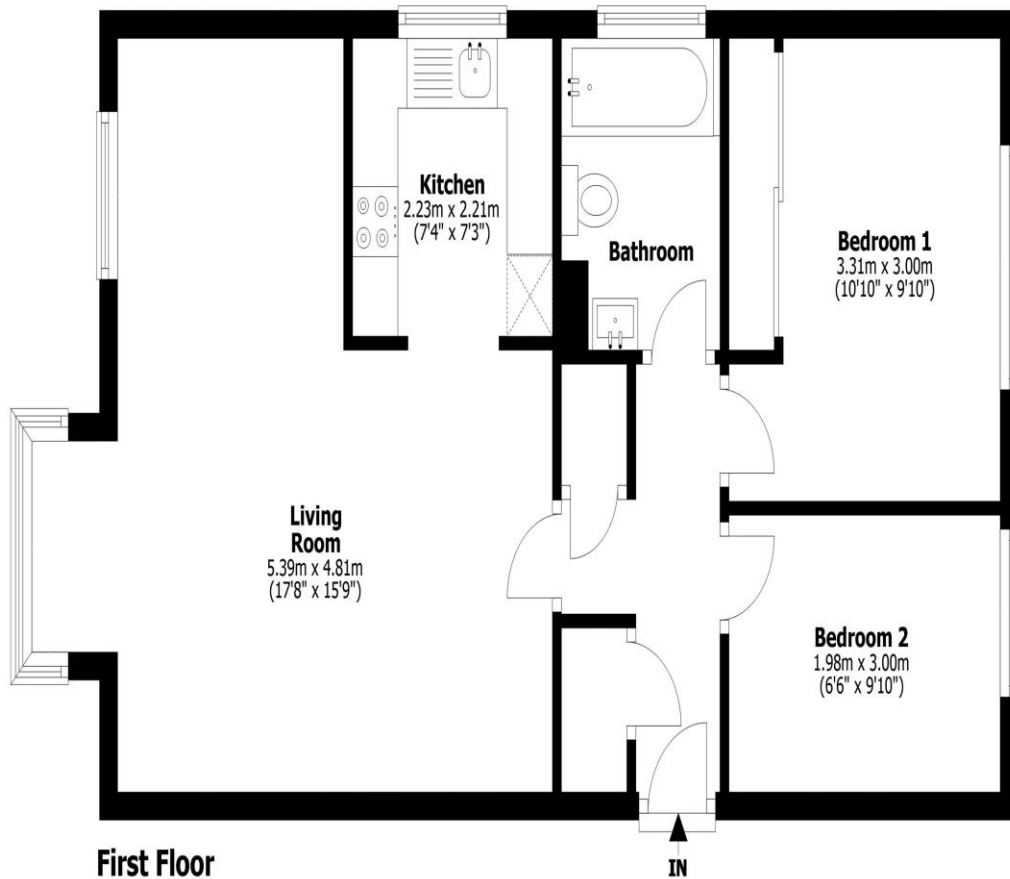 Kitchen
2.23m x 2.21m
(7'4" x 7'3")
Bathroom
Bedroom 1
3.31m x 3.00m
(10'10" x 9'10")
Living
Room
5.39m x 4.81m
(17'8" x 15'9")
Bedroom 2
1.98m x 3.00m
(6'6" x 9'10")
First Floor
IN